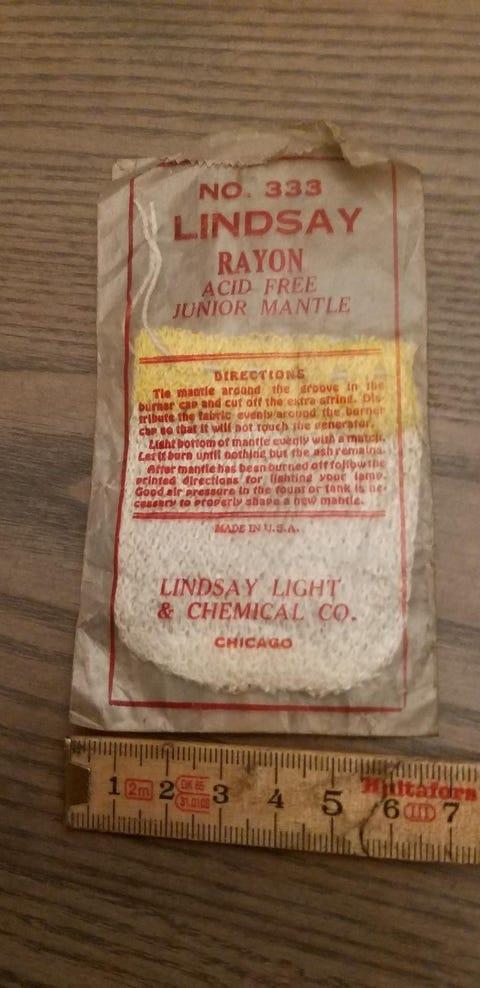 NO. 333
LINDSAY
RAYON
ACID FREE
JUNIOR MANTLE
DIRECTIONS
Tie mantle around the groove in the
burner cap and cut off the extra string. Dis-
tribute the fabric evenly around the burner
cap so that it will not touch the generator.
Light bottom of mantle evenly with a match.
Let it burn until nothing but the ash remains.
After mantle has been burned off follow the
printed directions for lighting your lamp.
Good air pressure in the fount or tank is ne-
cessary to properly shape a new mantle.
MADE IN U.S.A.
LINDSAY LIGHT
& CHEMICAL CO.
CHICAGO
Hultafors
1 2m 2 3 4 5 6 III 7